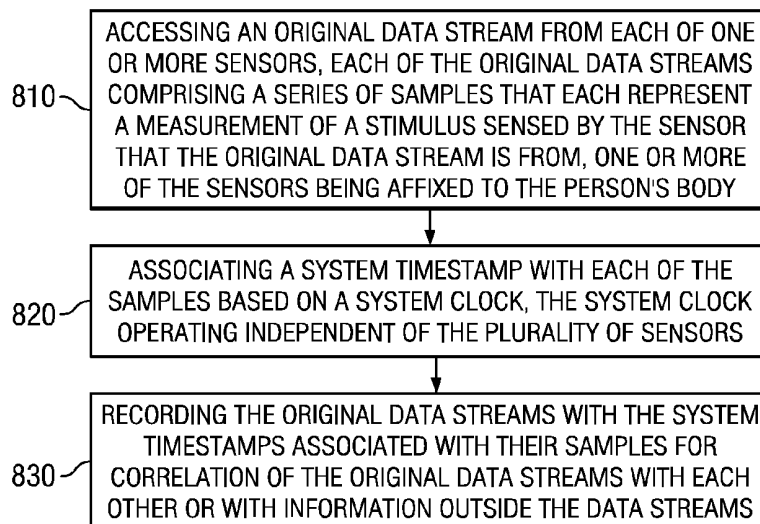 810
ACCESSING AN ORIGINAL DATA STREAM FROM EACH OF ONE
OR MORE SENSORS, EACH OF THE ORIGINAL DATA STREAMS
COMPRISING A SERIES OF SAMPLES THAT EACH REPRESENT
A MEASUREMENT OF A STIMULUS SENSED BY THE SENSOR
THAT THE ORIGINAL DATA STREAM IS FROM, ONE OR MORE
OF THE SENSORS BEING AFFIXED TO THE PERSON'S BODY
820
ASSOCIATING A SYSTEM TIMESTAMP WITH EACH OF THE
SAMPLES BASED ON A SYSTEM CLOCK, THE SYSTEM CLOCK
OPERATING INDEPENDENT OF THE PLURALITY OF SENSORS
830
RECORDING THE ORIGINAL DATA STREAMS WITH THE SYSTEM
TIMESTAMPS ASSOCIATED WITH THEIR SAMPLES FOR
CORRELATION OF THE ORIGINAL DATA STREAMS WITH EACH
OTHER OR WITH INFORMATION OUTSIDE THE DATA STREAMS